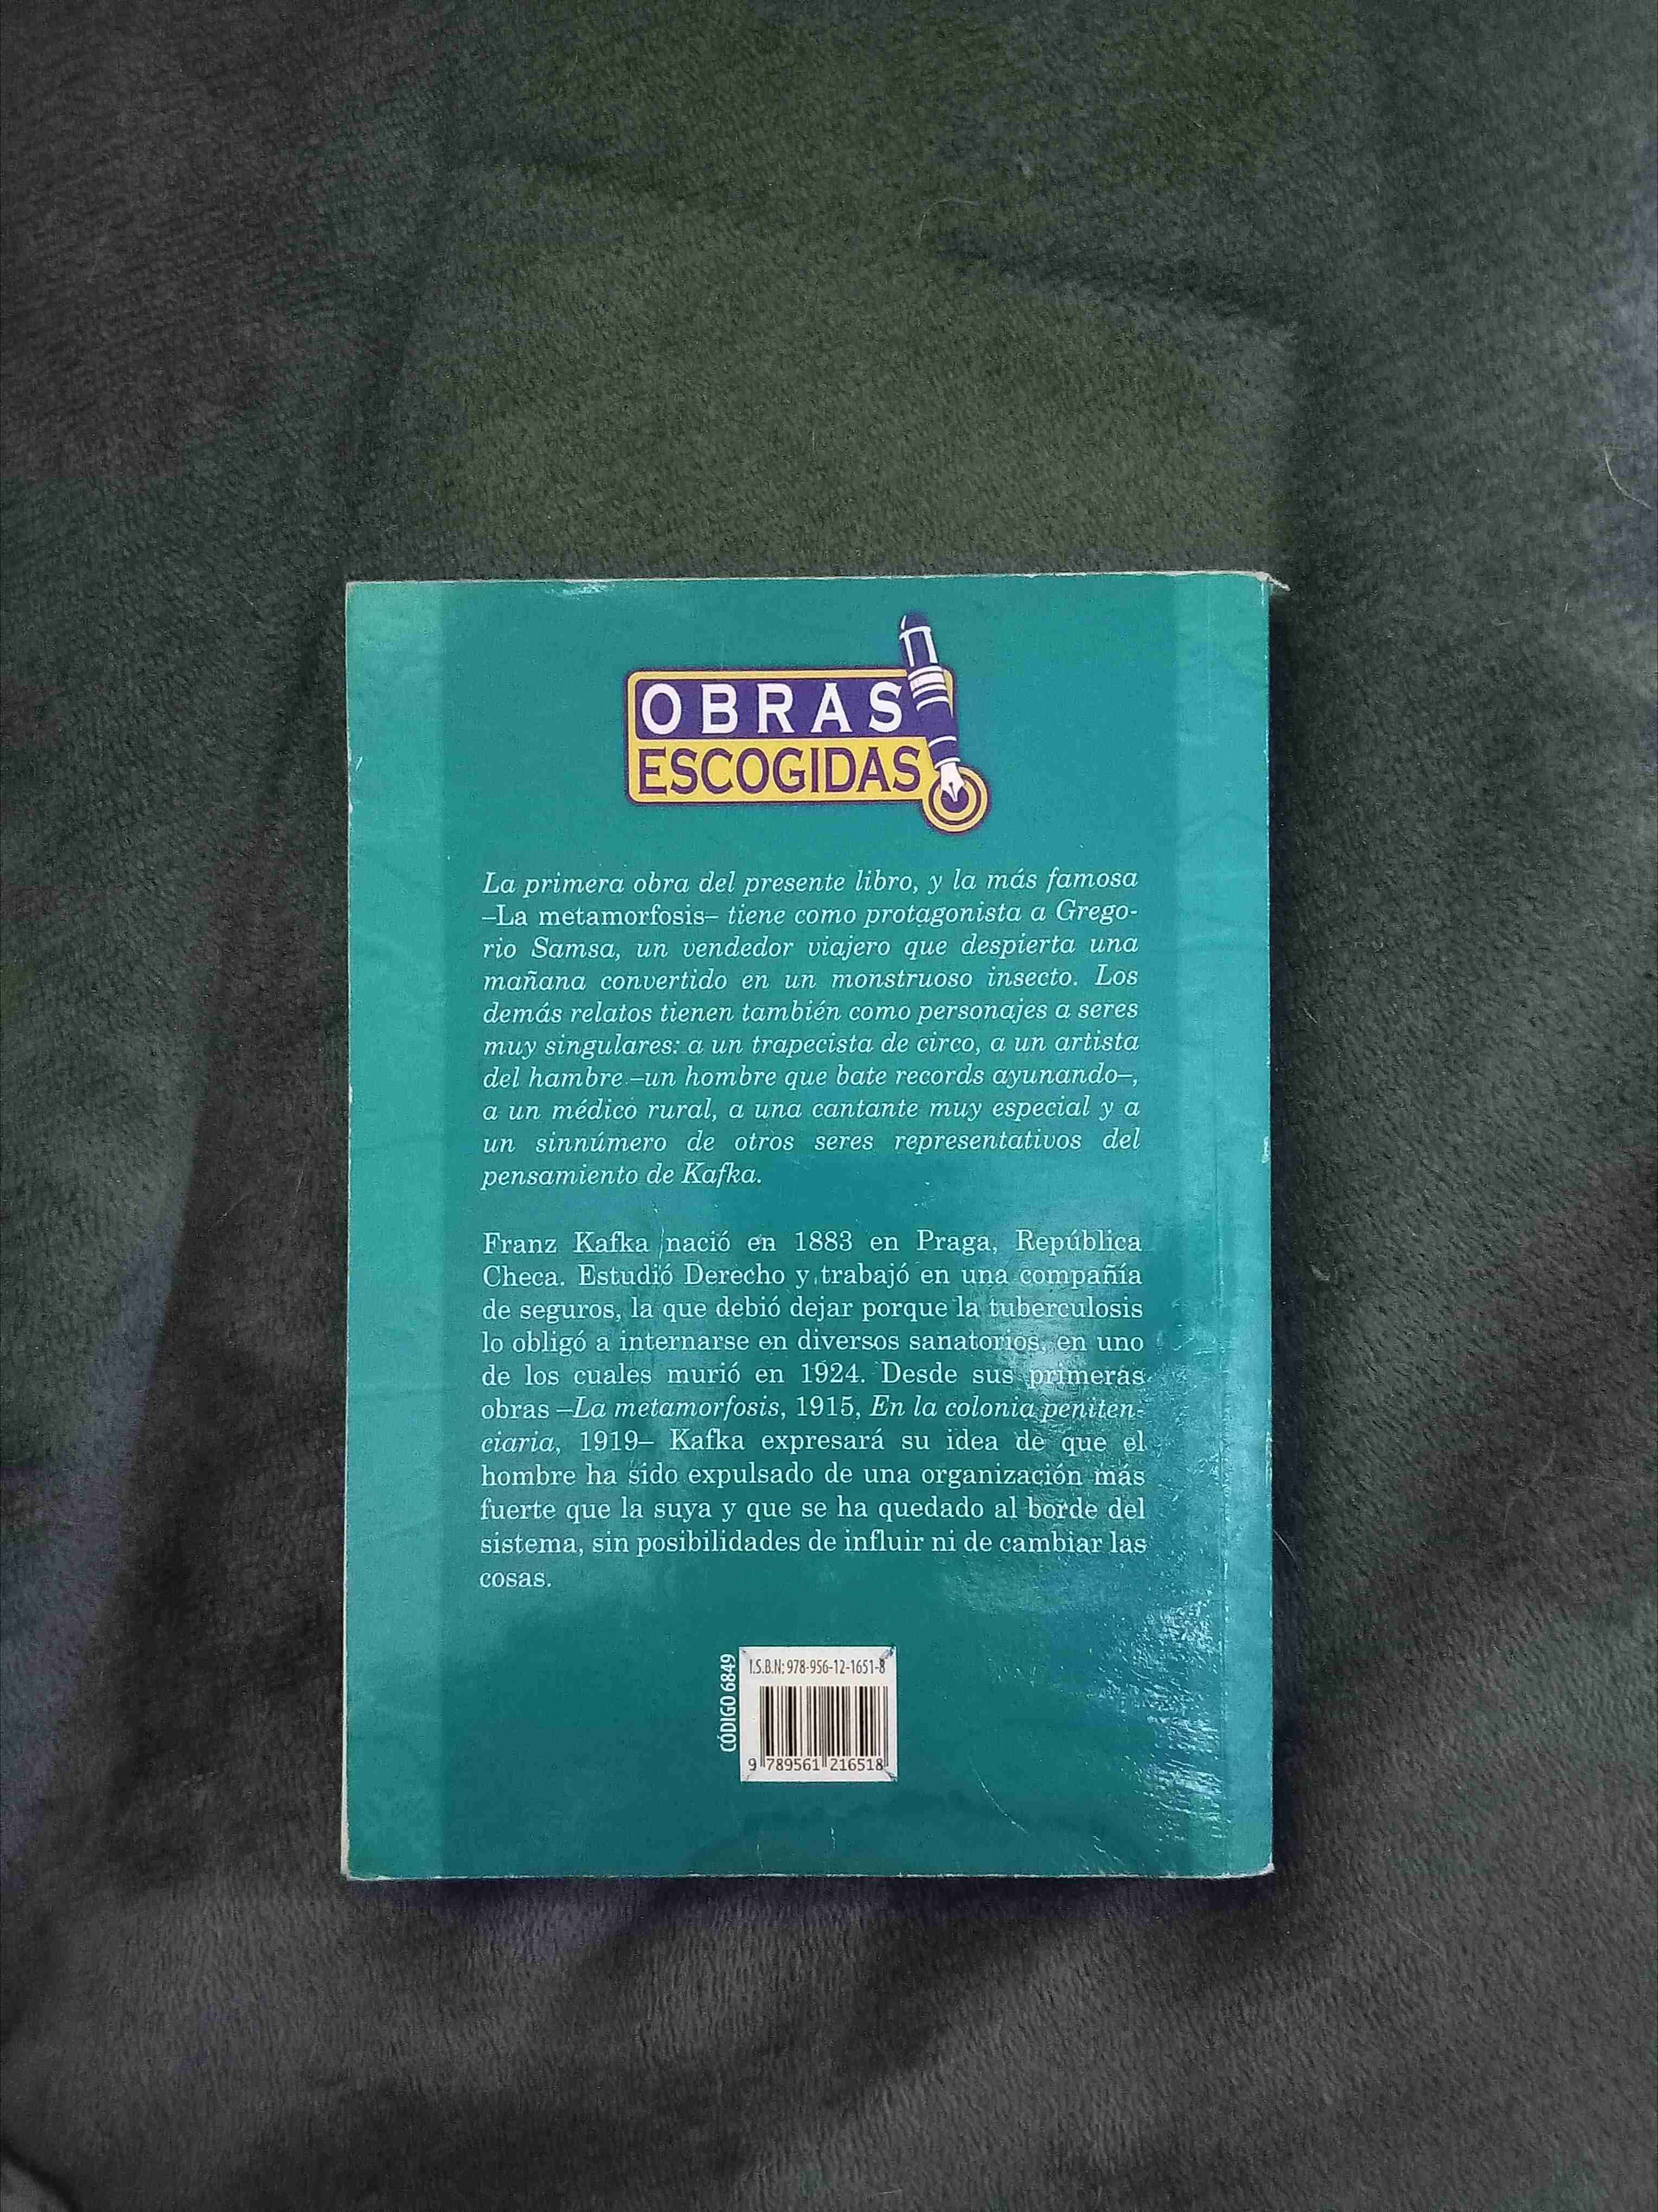 OBRAS
ESCOGIDAS
La primera obra del presente libro, y la más famosa
–La metamorfosis– tiene como protagonista a Grego-
rio Samsa, un vendedor viajero que despierta una
mañana convertido en un monstruoso insecto. Los
demás relatos tienen también como personajes a seres
muy singulares: a un trapecista de circo, a un artista
del hambre –un hombre que bate records ayunando–,
a un médico rural, a una cantante muy especial y a
un sinnúmero de otros seres representativos del
pensamiento de Kafka.
Franz Kafka nació en 1883 en Praga, República
Checa. Estudió Derecho y trabajó en una compañía
de seguros, la que debió dejar porque la tuberculosis
lo obligó a internarse en diversos sanatorios, en uno
de los cuales murió en 1924. Desde sus primeras
obras –La metamorfosis, 1915, En la colonia peniten-
ciaria, 1919– Kafka expresará su idea de que el
hombre ha sido expulsado de una organización más
fuerte que la suya y que se ha quedado al borde del
sistema, sin posibilidades de influir ni de cambiar las
cosas.
CÓDIGO 6849
I.S.B.N: 978-956-12-1651-8
9 789561 216518